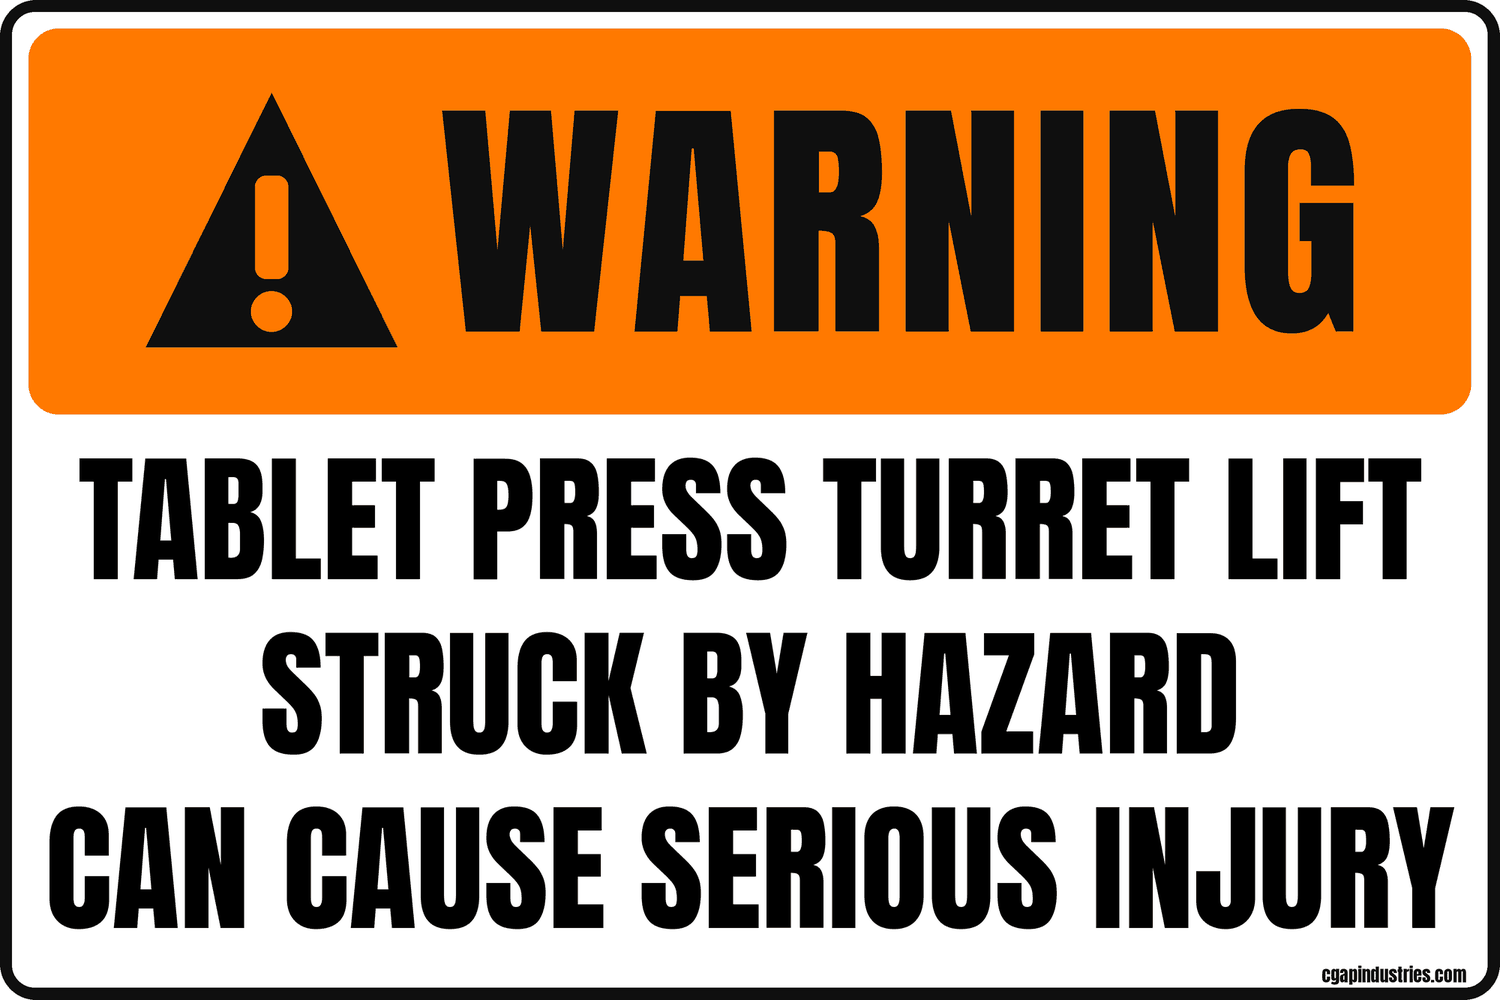 WARNING
TABLET PRESS TURRET LIFT
STRUCK BY HAZARD
CAN CAUSE SERIOUS INJURY
cgapindustries.com